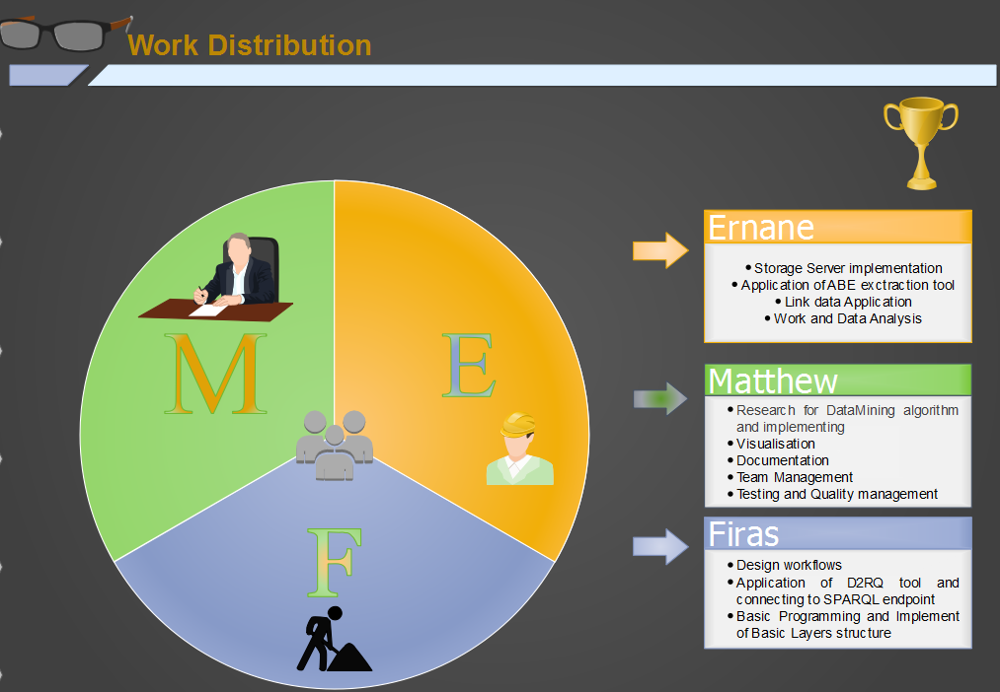 Work Distribution
M
E
F
Ernane
• Storage Server implementation
• Application of ABE exctraction tool
• Link data Application
• Work and Data Analysis
Matthew
• Research for DataMining algorithm
and implementing
• Visualisation
• Documentation
• Team Management
• Testing and Quality management
Firas
• Design workflows
• Application of D2RQ tool and
connecting to SPARQL endpoint
• Basic Programming and Implement
of Basic Layers structure